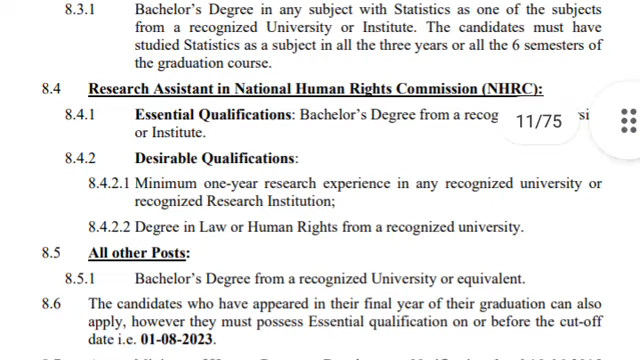 8.3.1 Bachelor's Degree in any subject with Statistics as one of the subjects
from a recognized University or Institute. The candidates must have
studied Statistics as a subject in all the three years or all the 6 semesters of
the graduation course.
8.4 Research Assistant in National Human Rights Commission (NHRC):
8.4.1 Essential Qualifications: Bachelor's Degree from a recog
11/75
or Institute.
8.4.2 Desirable Qualifications:
8.4.2.1 Minimum one-year research experience in any recognized university or
recognized Research Institution;
8.4.2.2 Degree in Law or Human Rights from a recognized university.
8.5 All other Posts:
8.5.1 Bachelor's Degree from a recognized University or equivalent.
8.6 The candidates who have appeared in their final year of their graduation can also
apply, however they must possess Essential qualification on or before the cut-off
date i.e. 01-08-2023.